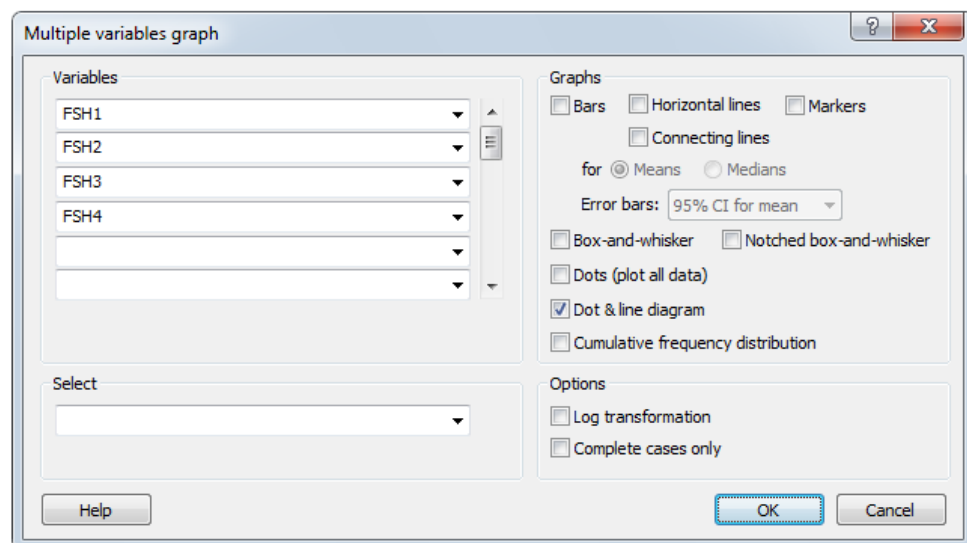 Multiple variables graph
?
Variables
FSH1
FSH2
FSH3
FSH4
Select
Help
Graphs
Bars Horizontal lines Markers
Connecting lines
for Means Medians
Error bars: 95% CI for mean
Box-and-whisker Notched box-and-whisker
Dots (plot all data)
Dot & line diagram
Cumulative frequency distribution
Options
Log transformation
Complete cases only
OK Cancel